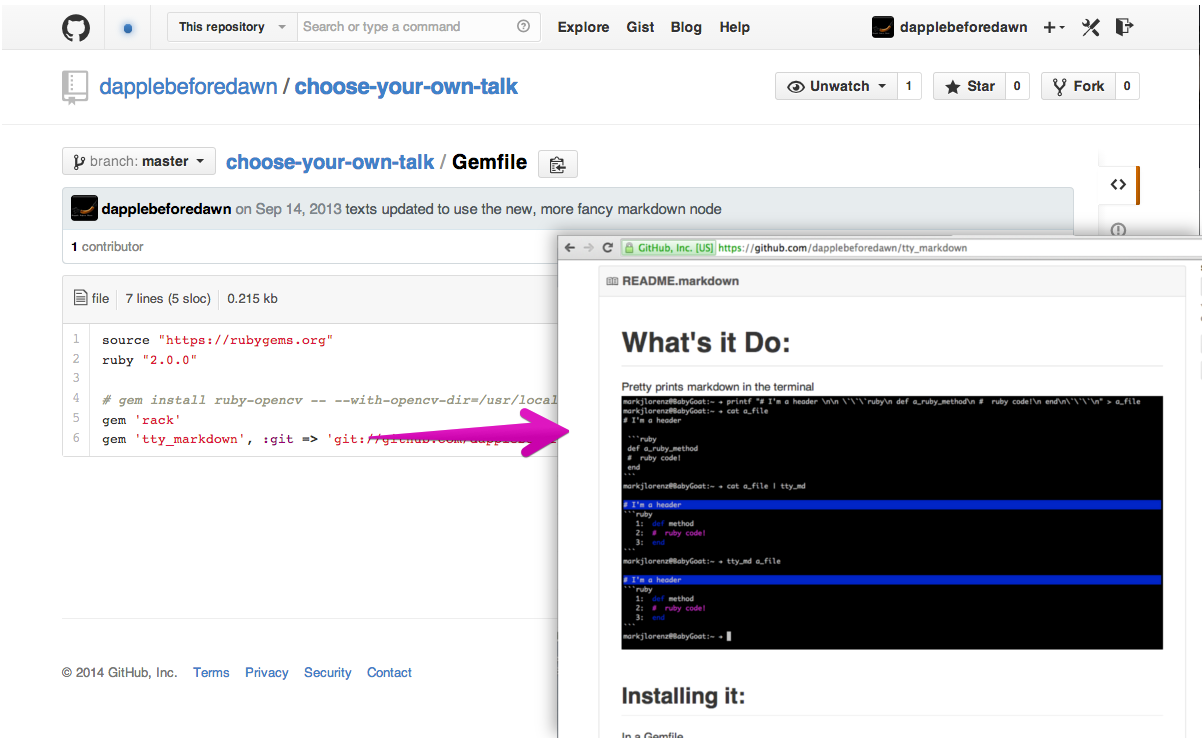 This repository Search or type a command Explore Gist Blog Help dapplebeforedawn
dapplebeforedawn / choose-your-own-talk Unwatch 1 Star 0 Fork 0
branch: master choose-your-own-talk / Gemfile
dapplebeforedawn on Sep 14, 2013 texts updated to use the new, more fancy markdown node
1 contributor
file 7 lines (5 sloc) 0.215 kb
1 source "https://rubygems.org"
2 ruby "2.0.0"
3
4 # gem install ruby-opencv -- --with-opencv-dir=/usr/local
5 gem 'rack'
6 gem 'tty_markdown', :git => 'git://github.com/
© 2014 GitHub, Inc. Terms Privacy Security Contact
GitHub, Inc. [US] https://github.com/dapplebeforedawn/tty_markdown
README.markdown
What's it Do:
Pretty prints markdown in the terminal
markjlorenz@BabyGoat:~ → printf "# I'm a header \n\n \`\`\`ruby\n def a_ruby_method\n #  ruby code!\n end\n\`\`\`\n" > a_file
markjlorenz@BabyGoat:~ → cat a_file
# I'm a header
```ruby
def a_ruby_method
#  ruby code!
end
```
markjlorenz@BabyGoat:~ → cat a_file | tty_md
# I'm a header
```ruby
1: def method
2: #  ruby code!
3: end
```
markjlorenz@BabyGoat:~ → tty_md a_file
# I'm a header
```ruby
1: def method
2: #  ruby code!
3: end
```
markjlorenz@BabyGoat:~ →
Installing it:
In a Gemfile